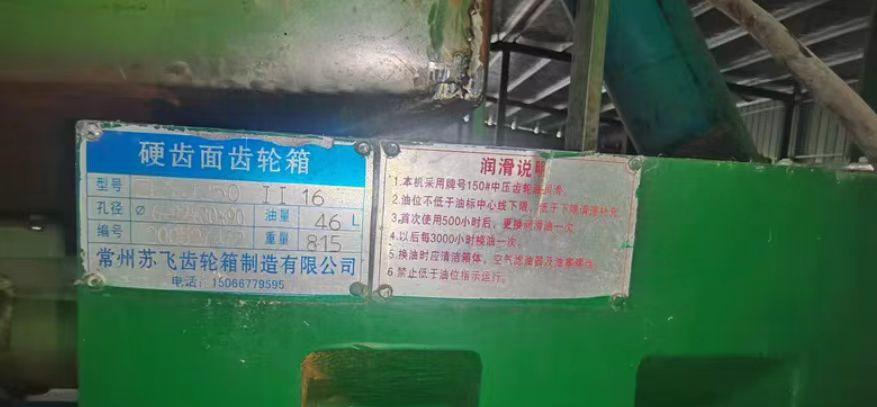 硬齿面齿轮箱
型号 II 16
孔径 Ø 油量 46 L
编号 重量 815
常州苏飞齿轮箱制造有限公司
电话: 15066779595
润滑说明
1.本机采用牌号150#中压齿轮油润滑。
2.油位不低于油标中心线下限，低于下限请速补充
3.首次使用500小时后，更换润滑油一次
4.以后每3000小时换油一次。
5.换油时应清洁箱体、空气滤油器及油塞
6.禁止低于油位指示运行。